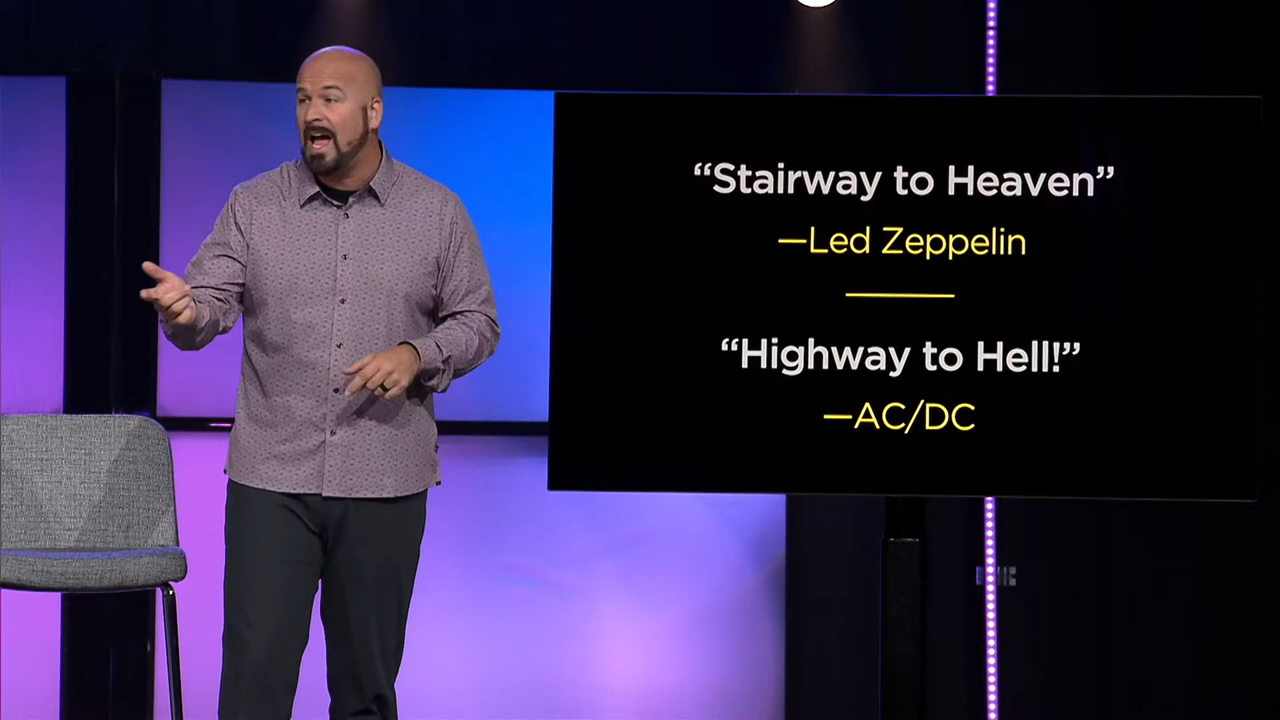 “Stairway to Heaven”
—Led Zeppelin
“Highway to Hell!”
—AC/DC